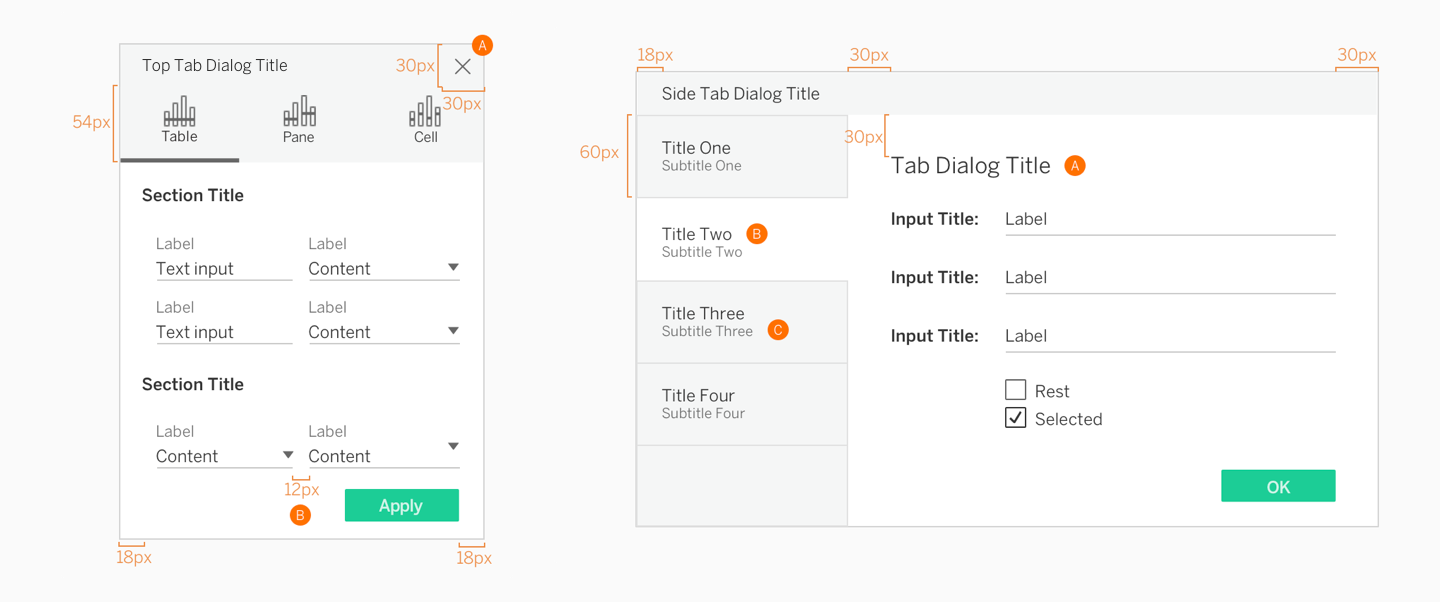 Top Tab Dialog Title
A
30px
30px
54px
Table
Pane
Cell
Section Title
Label
Label
Text input
Content
Label
Label
Text input
Content
Section Title
Label
Label
Content
Content
12px
B
Apply
18px
18px
18px
30px
30px
Side Tab Dialog Title
60px
30px
Title One
Subtitle One
Tab Dialog Title A
Title Two B
Subtitle Two
Input Title: Label
Input Title: Label
Title Three
Subtitle Three C
Input Title: Label
Title Four
Subtitle Four
Rest
Selected
OK